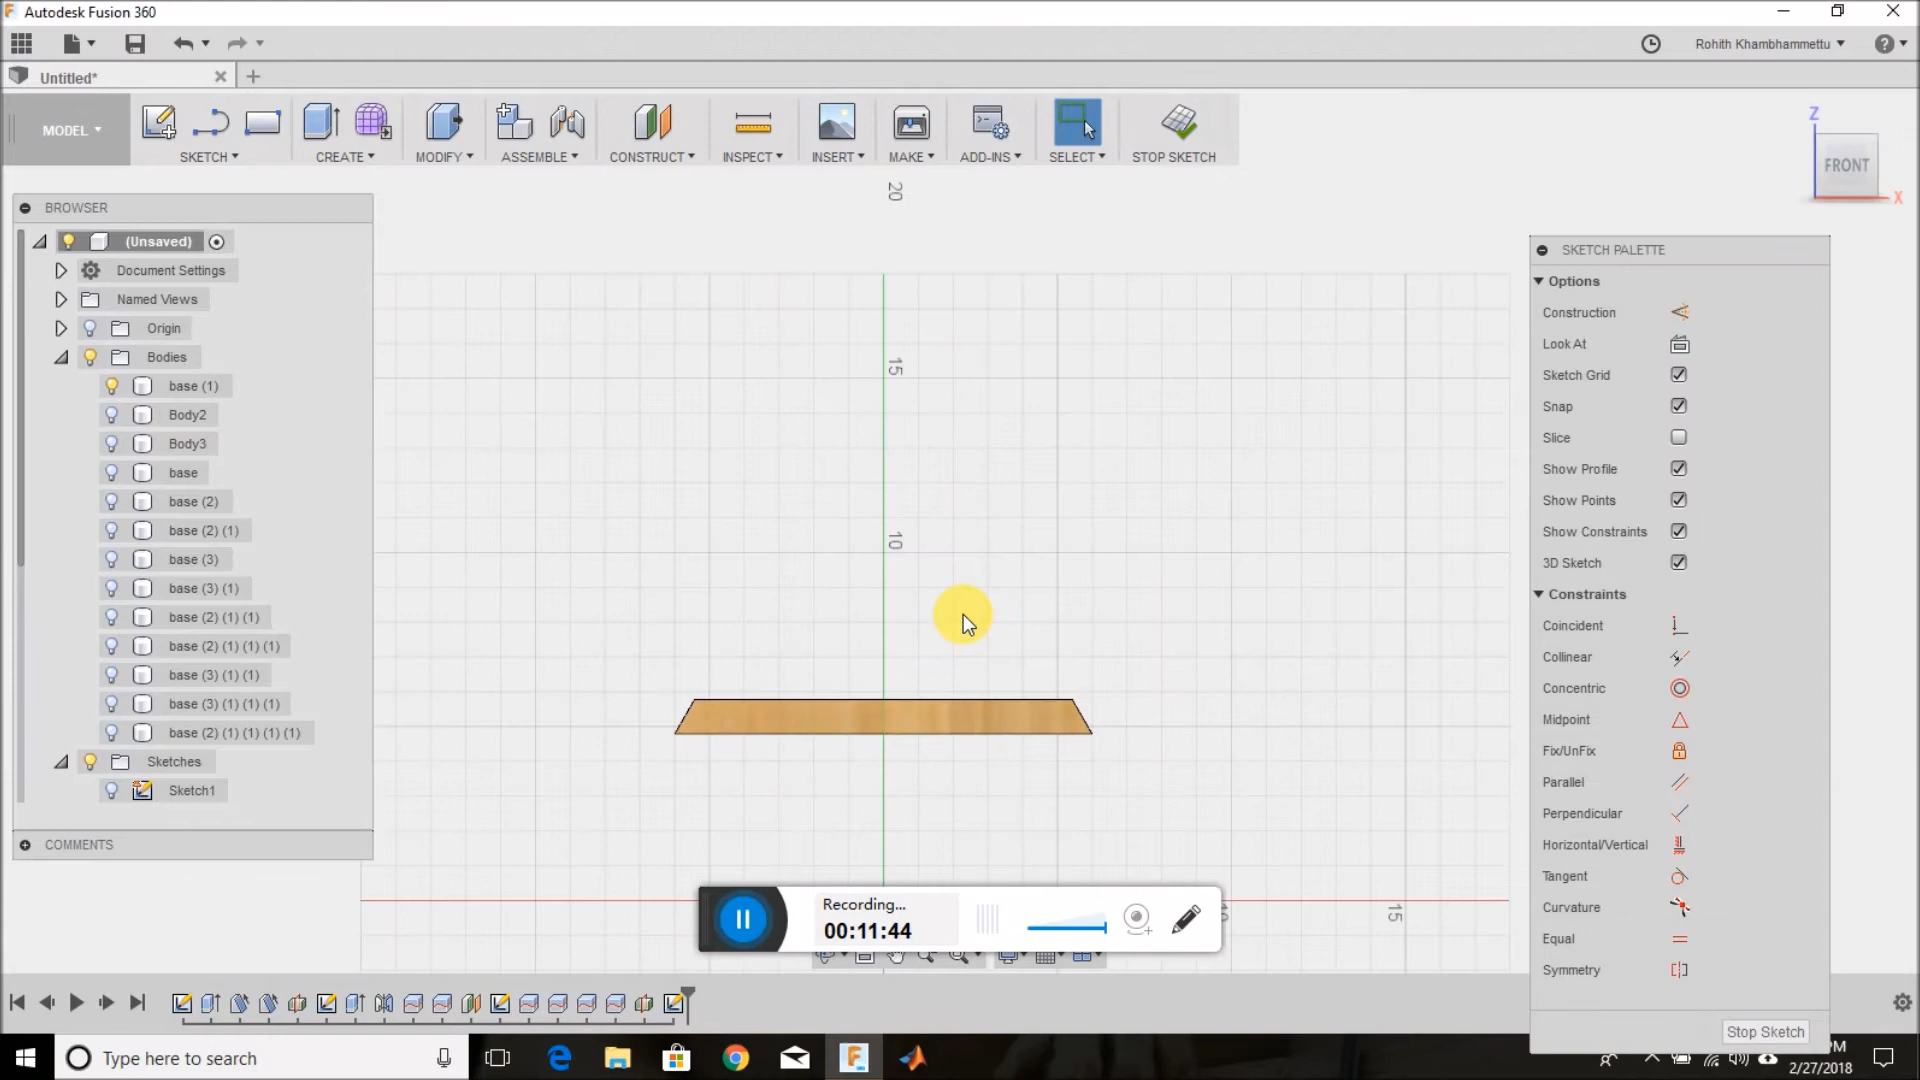 Autodesk Fusion 360
Rohith Khambhammettu
Untitled*
MODEL
SKETCH
CREATE
MODIFY
ASSEMBLE
CONSTRUCT
INSPECT
INSERT
MAKE
ADD-INS
SELECT
STOP SKETCH
Z
FRONT
X
BROWSER
(Unsaved)
Document Settings
Named Views
Origin
Bodies
base (1)
Body2
Body3
base
base (2)
base (2) (1)
base (3)
base (3) (1)
base (2) (1) (1)
base (2) (1) (1) (1)
base (3) (1) (1)
base (3) (1) (1) (1)
base (2) (1) (1) (1) (1)
Sketches
Sketch1
COMMENTS
20
15
10
15
SKETCH PALETTE
Options
Construction
Look At
Sketch Grid
Snap
Slice
Show Profile
Show Points
Show Constraints
3D Sketch
Constraints
Coincident
Collinear
Concentric
Midpoint
Fix/UnFix
Parallel
Perpendicular
Horizontal/Vertical
Tangent
Curvature
Equal
Symmetry
Stop Sketch
Recording...
00:11:44
Type here to search
PM
2/27/2018